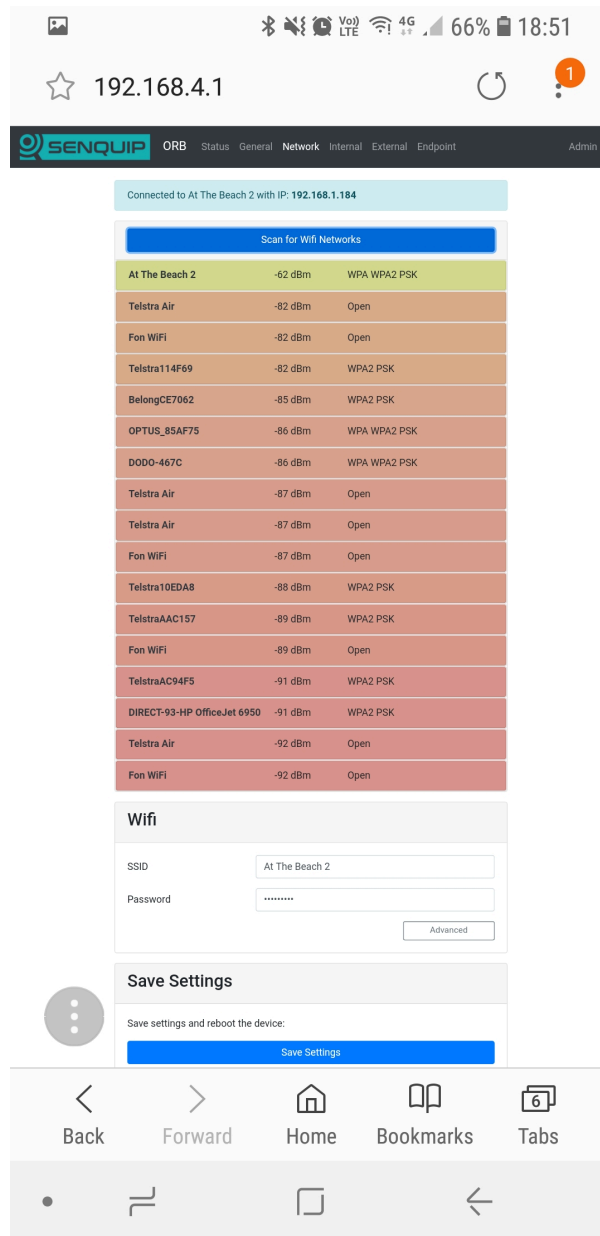 Vo)) LTE 4G 66% 18:51
192.168.4.1 1
SENQUIP ORB Status General Network Internal External Endpoint Admin
Connected to At The Beach 2 with IP: 192.168.1.184
Scan for Wifi Networks
At The Beach 2 -62 dBm WPA WPA2 PSK
Telstra Air -82 dBm Open
Fon WiFi -82 dBm Open
Telstra114F69 -82 dBm WPA2 PSK
BelongCE7062 -85 dBm WPA2 PSK
OPTUS_85AF75 -86 dBm WPA WPA2 PSK
DODO-467C -86 dBm WPA WPA2 PSK
Telstra Air -87 dBm Open
Telstra Air -87 dBm Open
Fon WiFi -87 dBm Open
Telstra10EDA8 -88 dBm WPA2 PSK
TelstraAAC157 -89 dBm WPA2 PSK
Fon WiFi -89 dBm Open
TelstraAC94F5 -91 dBm WPA2 PSK
DIRECT-93-HP OfficeJet 6950 -91 dBm WPA2 PSK
Telstra Air -92 dBm Open
Fon WiFi -92 dBm Open
Wifi
SSID At The Beach 2
Password ·········
Advanced
Save Settings
Save settings and reboot the device:
Save Settings
6
Back Forward Home Bookmarks Tabs